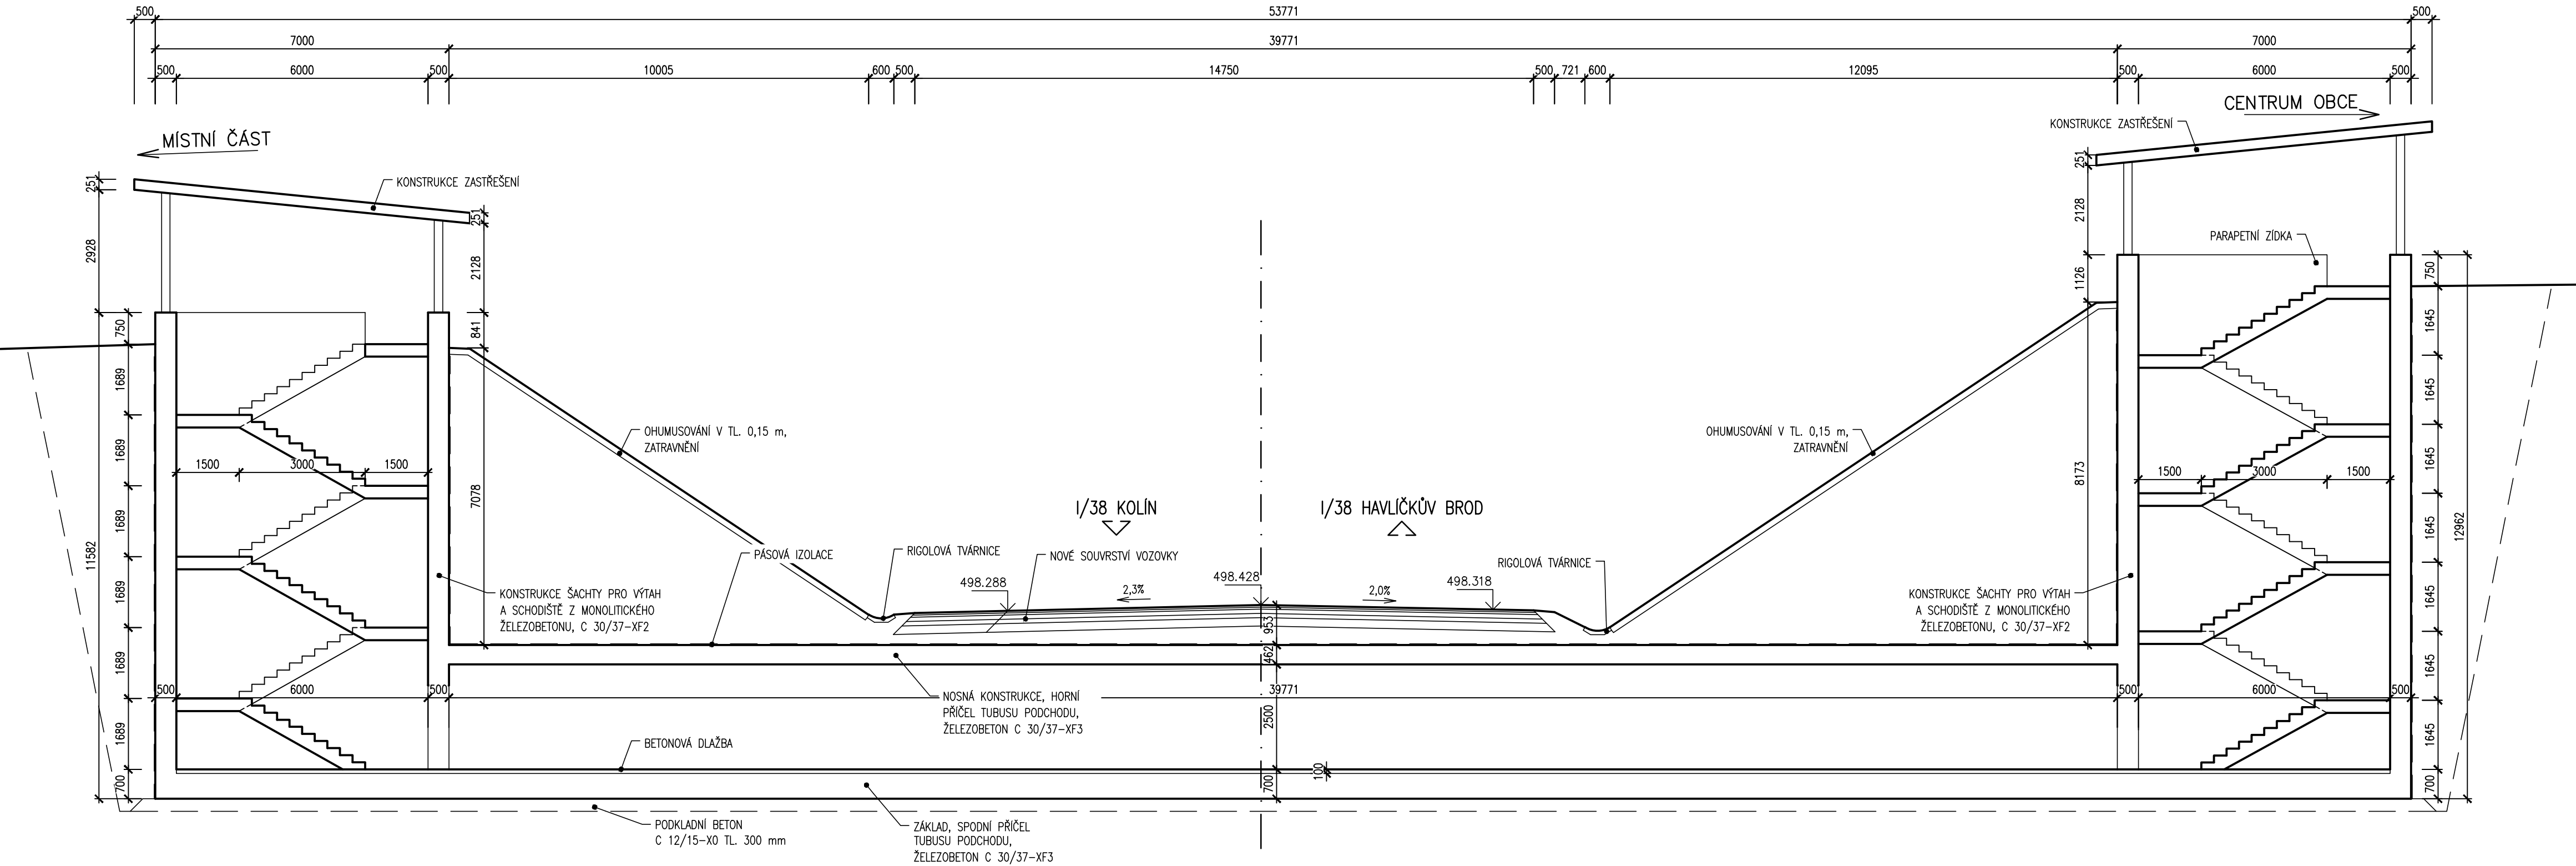 500
53771
500
7000
39771
7000
500
6000
500
10005
600
500
14750
500
721
600
12095
500
6000
500
MÍSTNÍ ČÁST
CENTRUM OBCE
KONSTRUKCE ZASTŘEŠENÍ
KONSTRUKCE ZASTŘEŠENÍ
251
251
251
2928
2128
2128
PARAPETNÍ ZÍDKA
750
841
1126
750
1689
1689
1689
1689
1689
1689
700
11582
1645
1645
1645
1645
1645
1645
1645
700
12962
OHUMUSOVÁNÍ V TL. 0,15 m,
ZATRAVNĚNÍ
OHUMUSOVÁNÍ V TL. 0,15 m,
ZATRAVNĚNÍ
1500
3000
1500
1500
3000
1500
7078
8173
I/38 KOLÍN
I/38 HAVLÍČKŮV BROD
PÁSOVÁ IZOLACE
RIGOLOVÁ TVÁRNICE
NOVÉ SOUVRSTVÍ VOZOVKY
RIGOLOVÁ TVÁRNICE
498.288
2,3%
498.428
2,0%
498.318
KONSTRUKCE ŠACHTY PRO VÝTAH
A SCHODIŠTĚ Z MONOLITICKÉHO
ŽELEZOBETONU, C 30/37-XF2
KONSTRUKCE ŠACHTY PRO VÝTAH
A SCHODIŠTĚ Z MONOLITICKÉHO
ŽELEZOBETONU, C 30/37-XF2
953
462
500
6000
500
39771
500
6000
500
NOSNÁ KONSTRUKCE, HORNÍ
PŘÍČEL TUBUSU PODCHODU,
ŽELEZOBETON C 30/37-XF3
2500
BETONOVÁ DLAŽBA
700
100
PODKLADNÍ BETON
C 12/15-X0 TL. 300 mm
ZÁKLAD, SPODNÍ PŘÍČEL
TUBUSU PODCHODU,
ŽELEZOBETON C 30/37-XF3